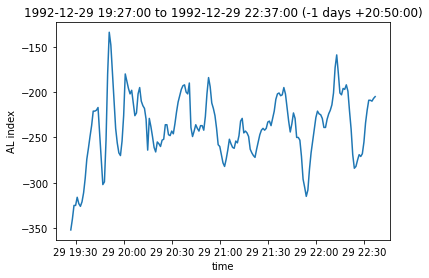 1992-12-29 19:27:00 to 1992-12-29 22:37:00 (-1 days +20:50:00)
−150
−200
−250
−300
−350
AL index
29 19:30 29 20:00 29 20:30 29 21:00 29 21:30 29 22:00 29 22:30
time